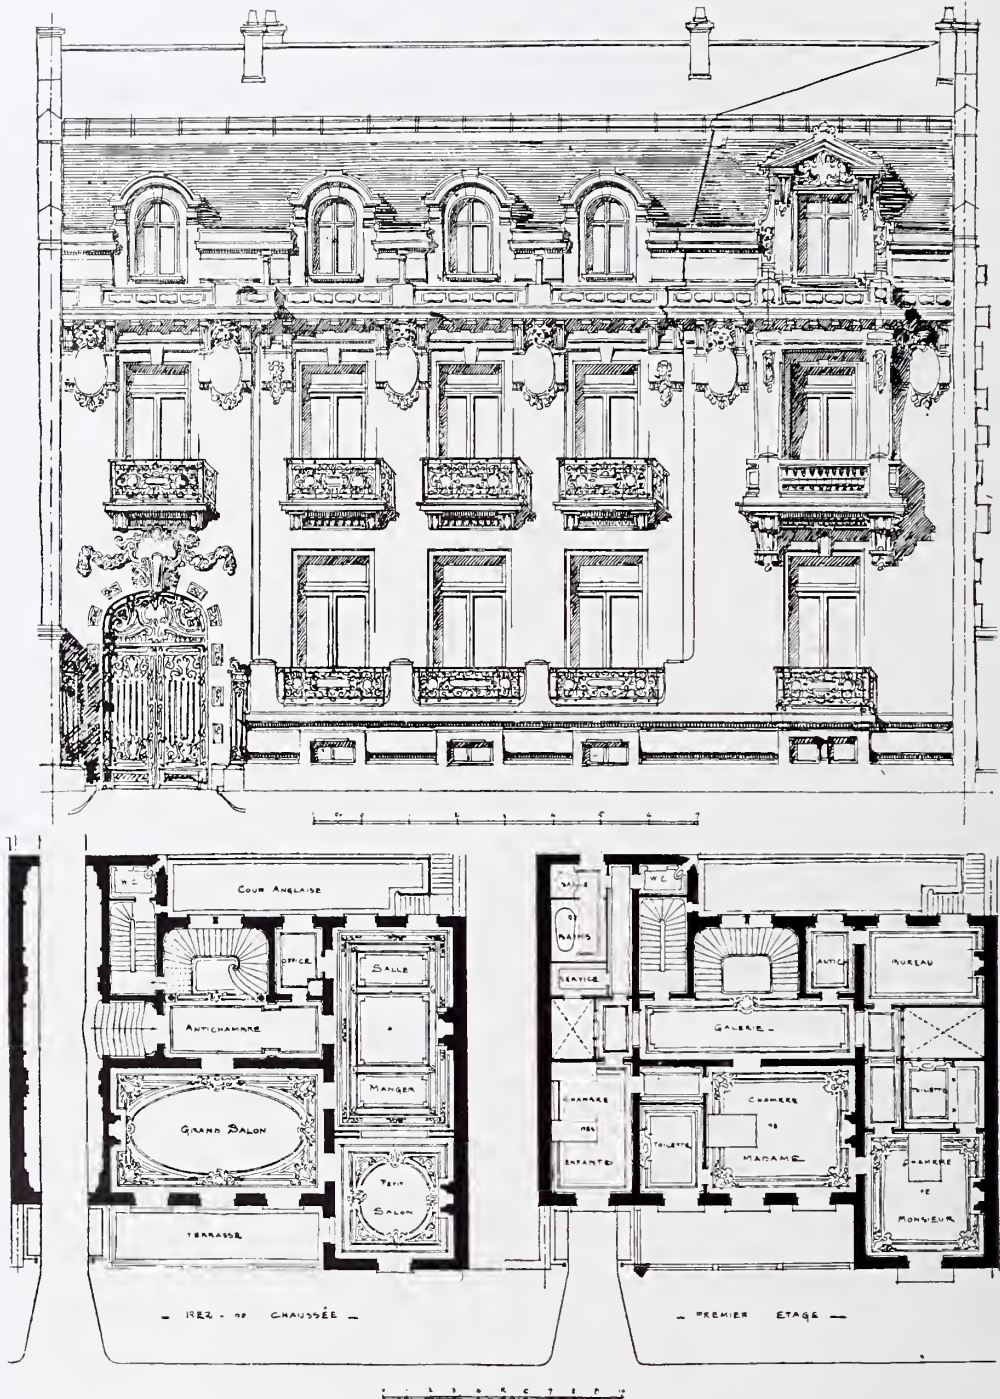 W.C.
COUR ANGLAISE
OFFICE
SALLE
A
MANGER
ANTICHAMBRE
GRAND SALON
PETIT
SALON
TERRASSE
REZ-DE CHAUSSÉE
SALLE
DE
BAINS
W.C.
SERVICE
ANTICH
BUREAU
GALERIE
CHAMBRE
DES
ENFANTS
TOILETTE
CHAMBRE
DE
MADAME
TOILETTE
CHAMBRE
DE
MONSIEUR
PREMIER ETAGE